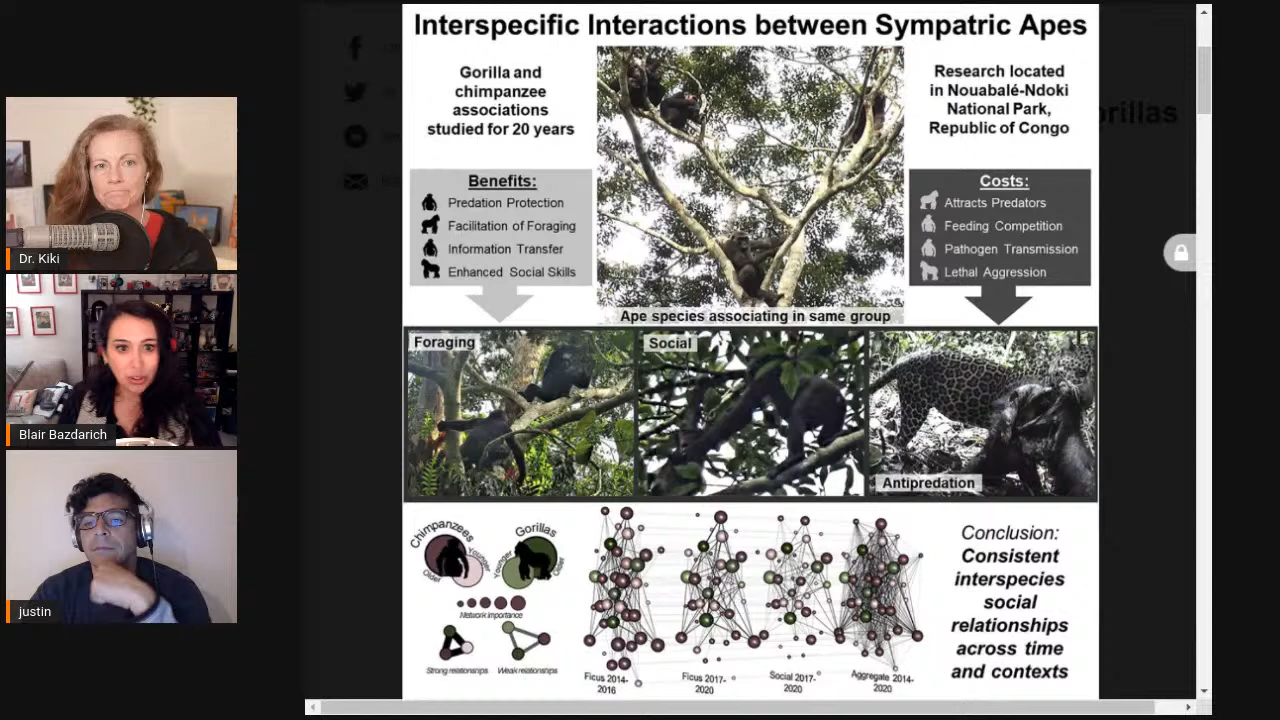 Interspecific Interactions between Sympatric Apes
Gorilla and
chimpanzee
associations
studied for 20 years
Research located
in Nouabalé-Ndoki
National Park,
Republic of Congo
orillas
Benefits:
Predation Protection
Facilitation of Foraging
Information Transfer
Enhanced Social Skills
Costs:
Attracts Predators
Feeding Competition
Pathogen Transmission
Lethal Aggression
Ape species associating in same group
Dr. Kiki
Blair Bazdarich
justin
Foraging
Social
Antipredation
Chimpanzees
Younger
Older
Gorillas
Younger
Older
Network importance
Strong relationships
Weak relationships
Ficus 2014-
2016
Ficus 2017-
2020
Social 2017-
2020
Aggregate 2014-
2020
Conclusion:
Consistent
interspecies
social
relationships
across time
and contexts